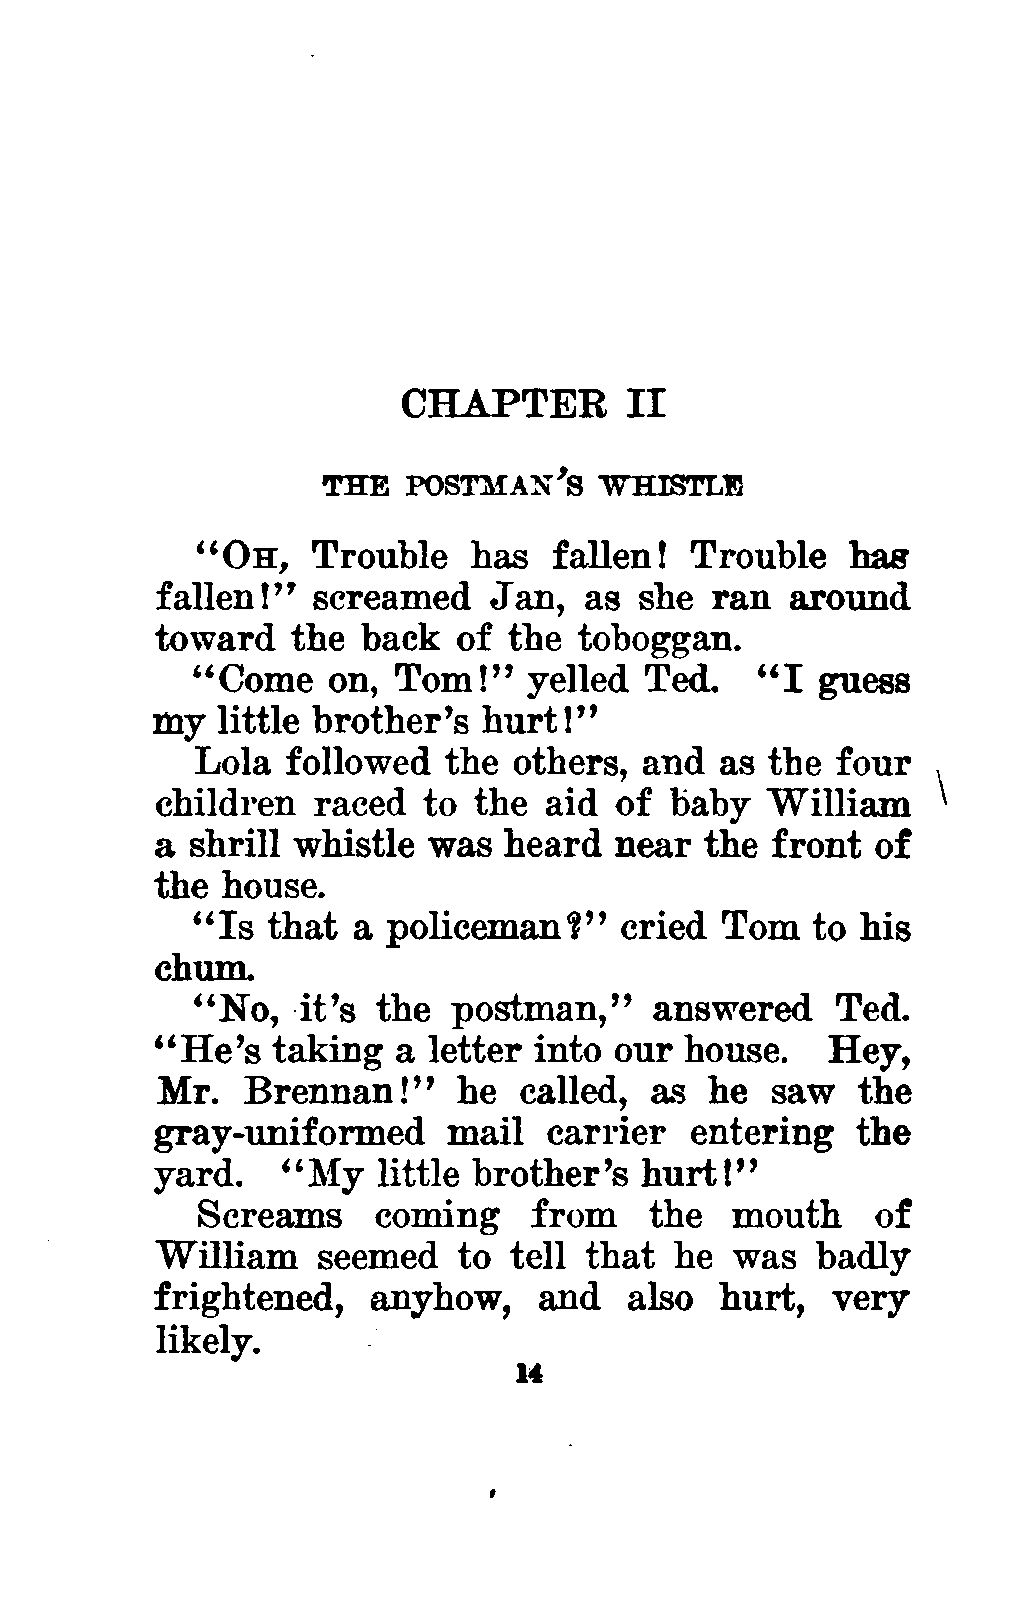 CHAPTER II
THE POSTMAN'S WHISTLE
“OH, Trouble has fallen! Trouble has
fallen!” screamed Jan, as she ran around
toward the back of the toboggan.
“Come on, Tom!” yelled Ted. “I guess
my little brother's hurt!”
Lola followed the others, and as the four
children raced to the aid of baby William
a shrill whistle was heard near the front of
the house.
“Is that a policeman?” cried Tom to his
chum.
“No, it's the postman,” answered Ted.
“He's taking a letter into our house. Hey,
Mr. Brennan!” he called, as he saw the
gray-uniformed mail carrier entering the
yard. “My little brother's hurt!”
Screams coming from the mouth of
William seemed to tell that he was badly
frightened, anyhow, and also hurt, very
likely.
14